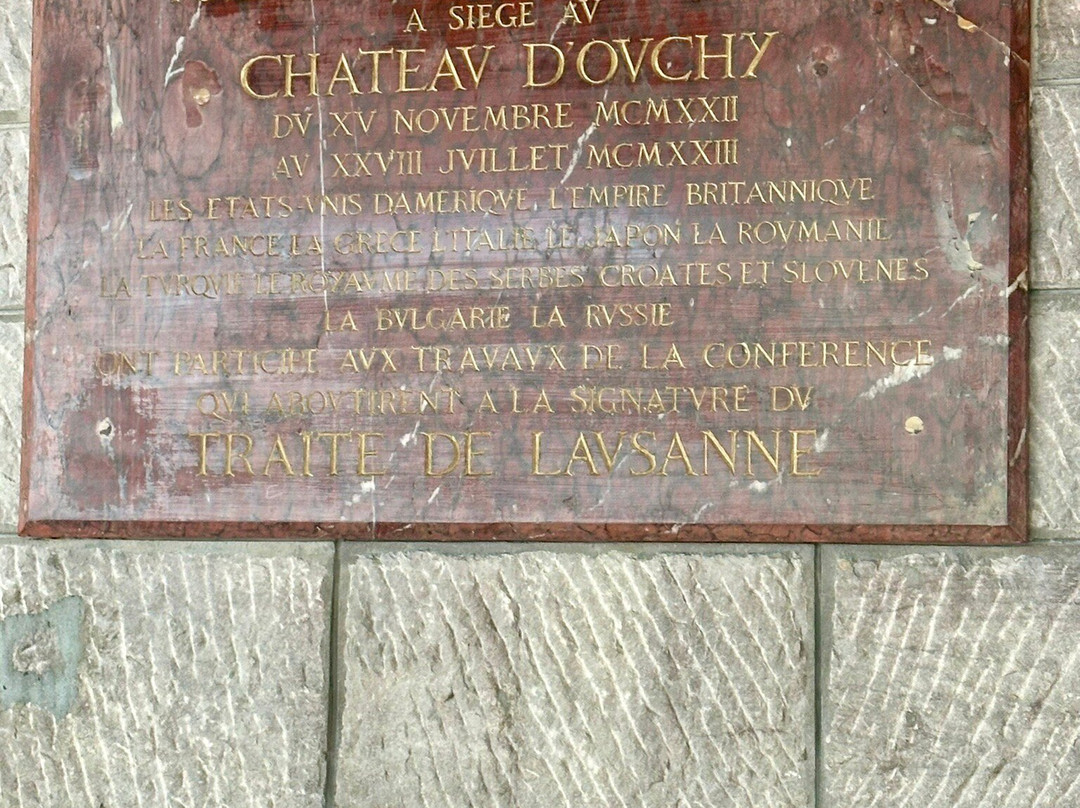 A SIEGE AV
CHATEAV D'OVCHY
DV XV NOVEMBRE MCMXXII
AV XXVIII JVILLET MCMXXIII
LES ETATS-VNIS D'AMERIQVE L'EMPIRE BRITANNIQVE
LA FRANCE LA GRECE L'ITALIE LE JAPON LA ROVMANIE
LA TVRQVIE LE ROYAVME DES SERBES CROATES ET SLOVENES
LA BVLGARIE LA RVSSIE
ONT PARTICIPE AVX TRAVAVX DE LA CONFERENCE
QVI ABOVTIRENT A LA SIGNATVRE DV
TRAITE DE LAVSANNE